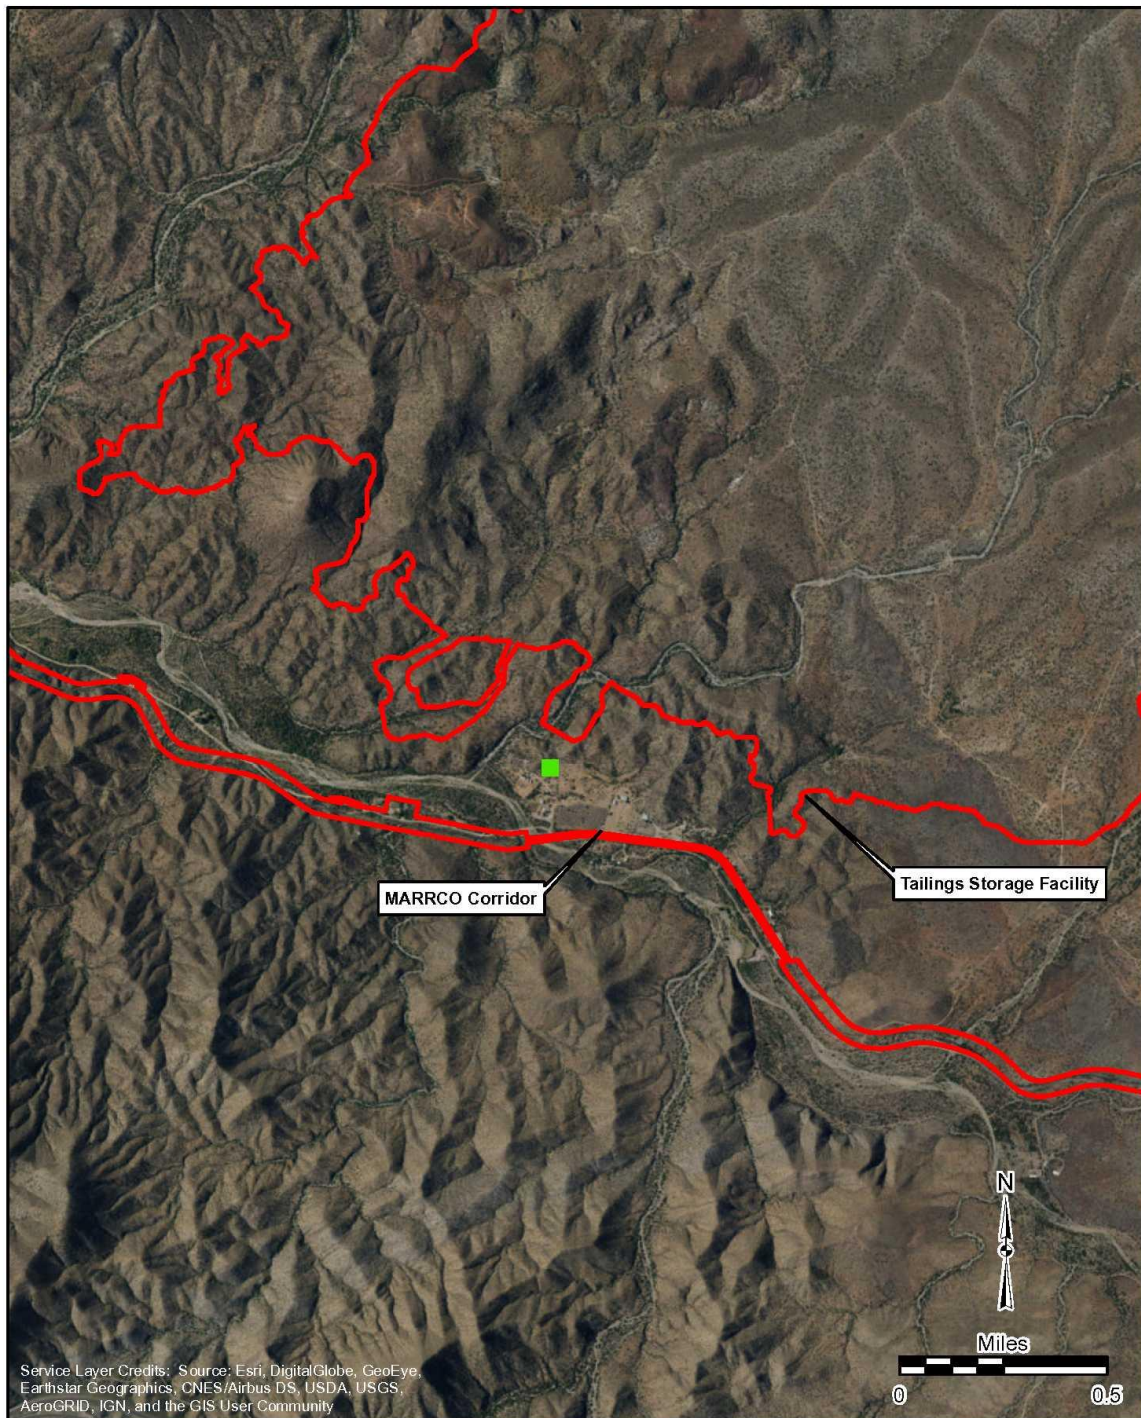 MARRCO Corridor
Tailings Storage Facility
N
Miles
0 0.5
Service Layer Credits: Source: Esri, DigitalGlobe, GeoEye,
Earthstar Geographics, CNES/Airbus DS, USDA, USGS,
AeroGRID, IGN, and the GIS User Community